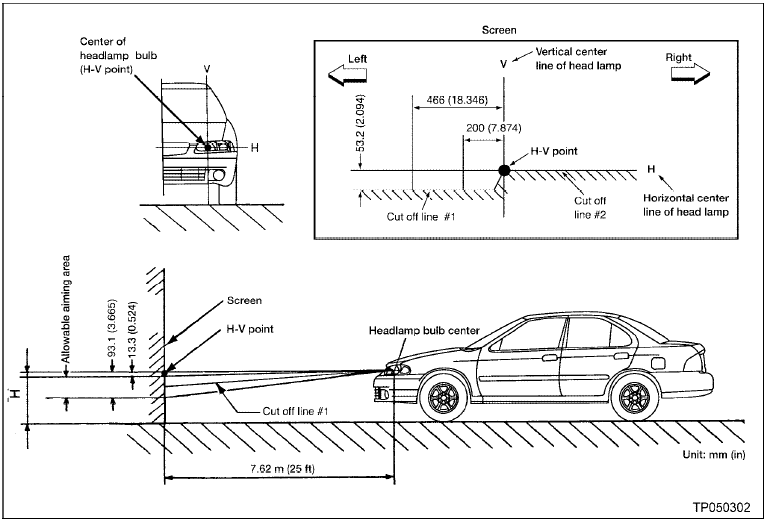 Screen
Center of
headlamp bulb
(H-V point)
V
H
Left
V
Vertical center
line of head lamp
Right
466 (18.346)
200 (7.874)
53.2 (2.094)
H-V point
H
Cut off line #1
Cut off
line #2
Horizontal center
line of head lamp
Allowable aiming area
93.1 (3.665)
13.3 (0.524)
Screen
H-V point
Headlamp bulb center
H
Cut off line #1
7.62 m (25 ft)
Unit: mm (in)
TP050302